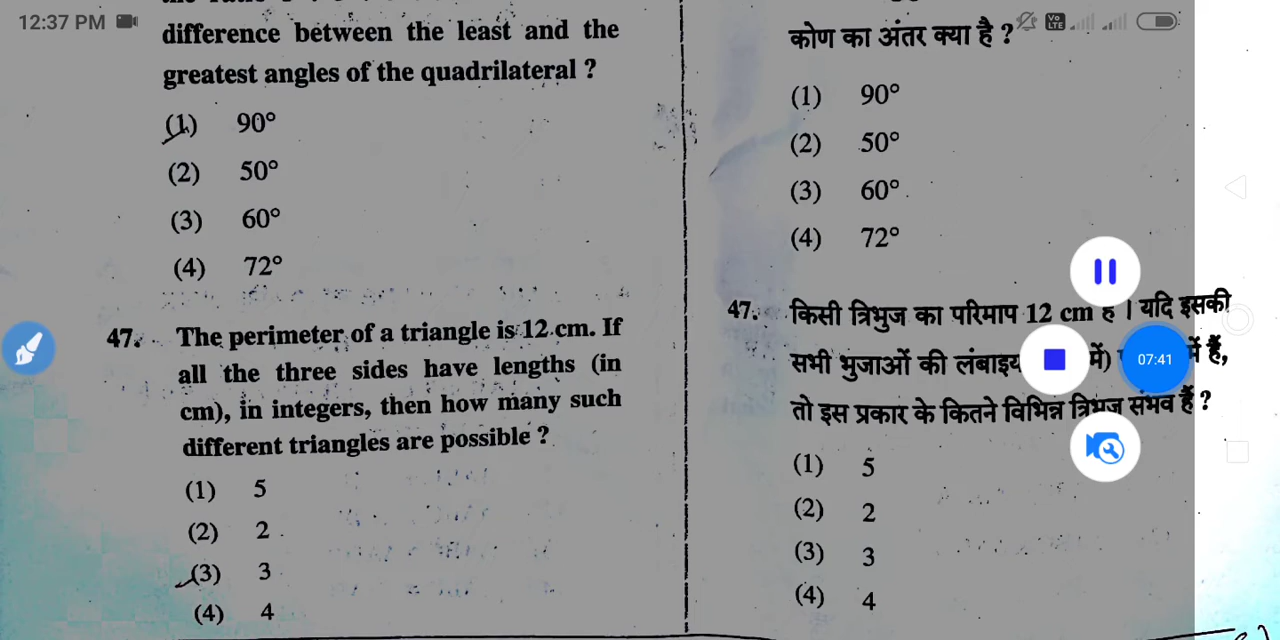 12:37 PM
difference between the least and the
greatest angles of the quadrilateral ?
(1) 90°
(2) 50°
(3) 60°
(4) 72°
47. The perimeter of a triangle is 12 cm. If
all the three sides have lengths (in
cm), in integers, then how many such
different triangles are possible ?
(1) 5
(2) 2
(3) 3
(4) 4
कोण का अंतर क्या है ?
(1) 90°
(2) 50°
(3) 60°
(4) 72°
47. किसी त्रिभुज का परिमाप 12 cm है । यदि इसकी
सभी भुजाओं की में) में हैं,
तो इस प्रकार के कितने विभिन्न त्रिभुज संभव हैं ?
(1) 5
(2) 2
(3) 3
(4) 4
07:41